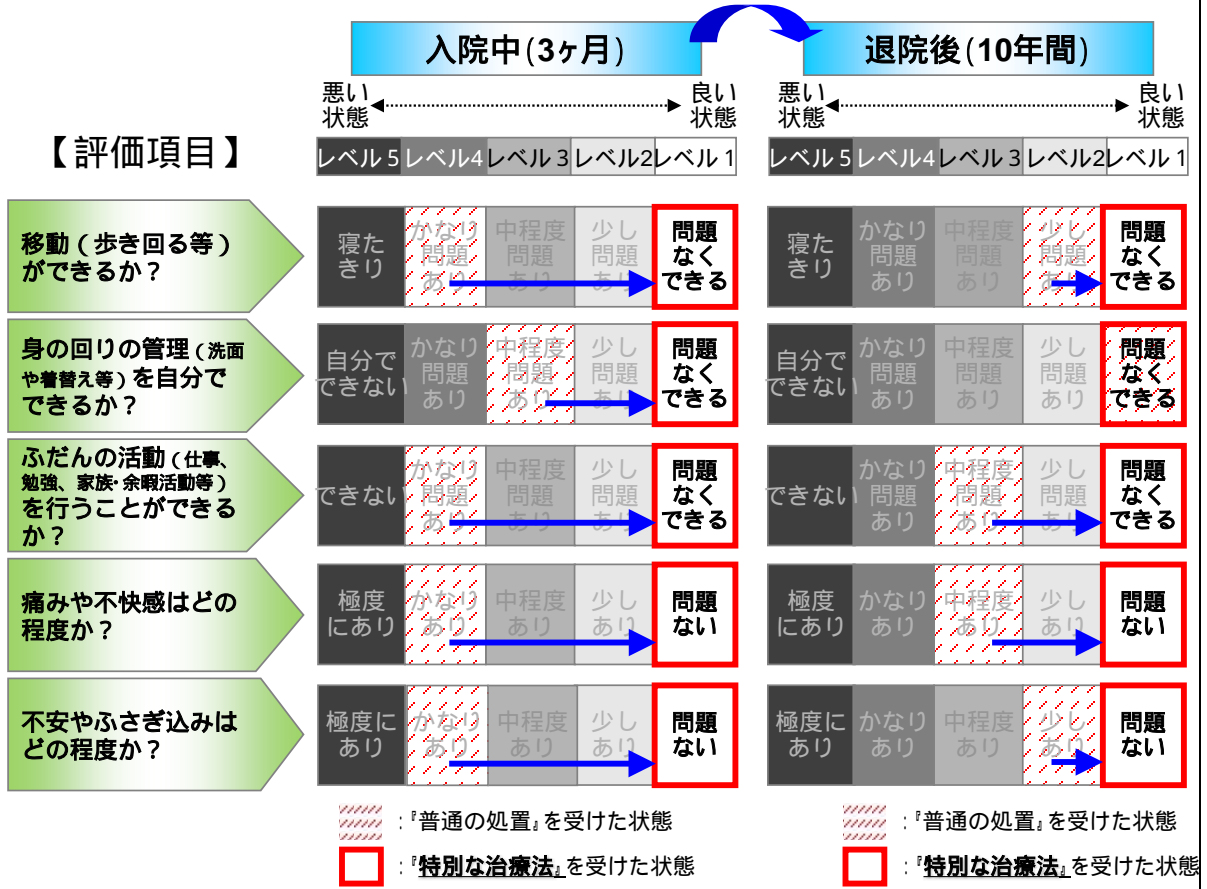 入院中(3ヶ月)
退院後(10年間)
悪い
状態
良い
状態
悪い
状態
良い
状態
【評価項目】
レベル5 レベル4 レベル3 レベル2 レベル1
レベル5 レベル4 レベル3 レベル2 レベル1
移動(歩き回る等)
ができるか?
寝た
きり
かなり
問題
あり
中程度
問題
あり
少し
問題
あり
問題
なく
できる
寝た
きり
かなり
問題
あり
中程度
問題
あり
少し
問題
あり
問題
なく
できる
身の回りの管理(洗面
や着替え等)を自分で
できるか?
自分で
できない
かなり
問題
あり
中程度
問題
あり
少し
問題
あり
問題
なく
できる
自分で
できない
かなり
問題
あり
中程度
問題
あり
少し
問題
あり
問題
なく
できる
ふだんの活動(仕事、
勉強、家族・余暇活動等)
を行うことができる
か?
できない
かなり
問題
あり
中程度
問題
あり
少し
問題
あり
問題
なく
できる
できない
かなり
問題
あり
中程度
問題
あり
少し
問題
あり
問題
なく
できる
痛みや不快感はどの
程度か?
極度
にあり
かなり
あり
中程度
あり
少し
あり
問題
ない
極度
にあり
かなり
あり
中程度
あり
少し
あり
問題
ない
不安やふさぎ込みは
どの程度か?
極度に
あり
かなり
あり
中程度
あり
少し
あり
問題
ない
極度に
あり
かなり
あり
中程度
あり
少し
あり
問題
ない
:『普通の処置』を受けた状態
:『特別な治療法』を受けた状態
:『普通の処置』を受けた状態
:『特別な治療法』を受けた状態